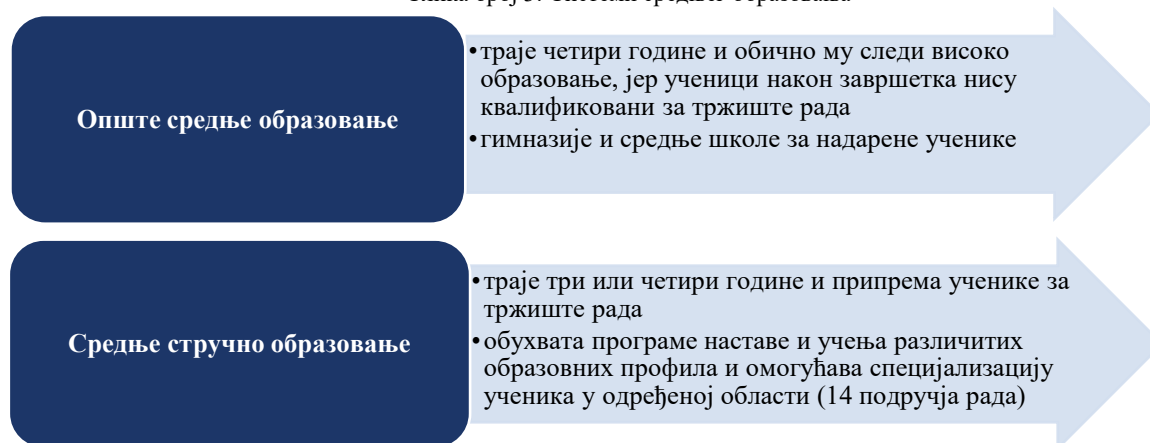 Опште средње образовање
•траје четири године и обично му следи високо
образовање, јер ученици након завршетка нису
квалификовани за тржиште рада
•гимназије и средње школе за надарене ученике
Средње стручно образовање
•траје три или четири године и припрема ученике за
тржиште рада
•обухвата програме наставе и учења различитих
образовних профила и омогућава специјализацију
ученика у одређеној области (14 подручја рада)